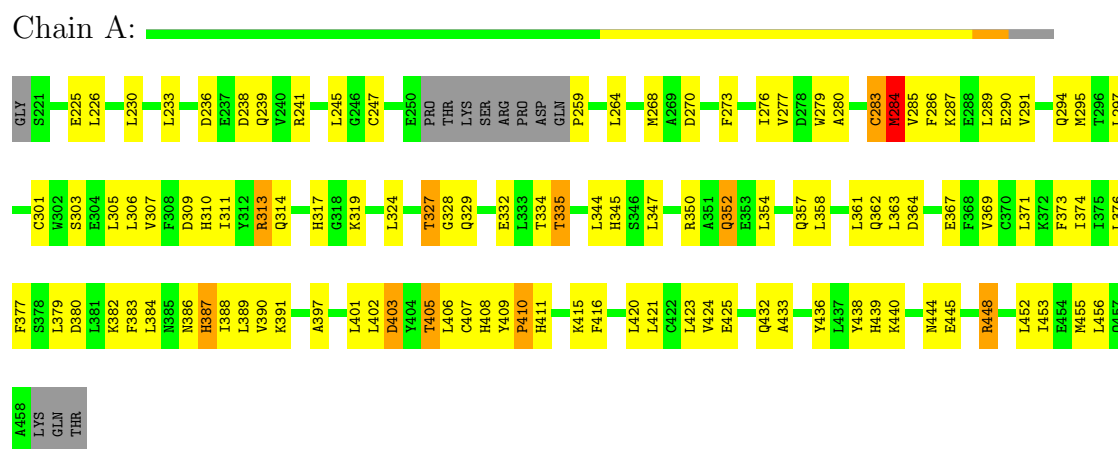 Chain A:
GLY S221 E225 L226 L230 L233 D236 E237 D238 Q239 V240 R241 L245 G246 C247 E250 PRO THR LYS SER ARG PRO ASP GLN P259 L264 M268 A269 D270 F273 I276 V277 D278 W279 A280 C283 M284 V285 F286 K287 E288 L289 E290 V291 Q294 M295 T296 L297
C301 W302 S303 E304 L305 L306 V307 F308 D309 H310 I311 Y312 R313 Q314 H317 G318 K319 L324 T327 G328 Q329 E332 L333 T334 T335 L344 H345 S346 L347 R350 A351 Q352 E353 L354 Q357 L358 L361 Q362 L363 D364 E367 F368 V369 C370 L371 K372 F373 I374 I375 L376
F377 S378 L379 D380 L381 K382 F383 L384 N385 N386 H387 I388 L389 V390 K391 A397 L401 L402 D403 Y404 T405 L406 C407 H408 Y409 P410 H411 K415 F416 L420 L421 C422 L423 V424 E425 Q432 A433 Y436 L437 Y438 H439 K440 N444 E445 R448 L452 I453 E454 M455 L456
A458 LYS GLN THR